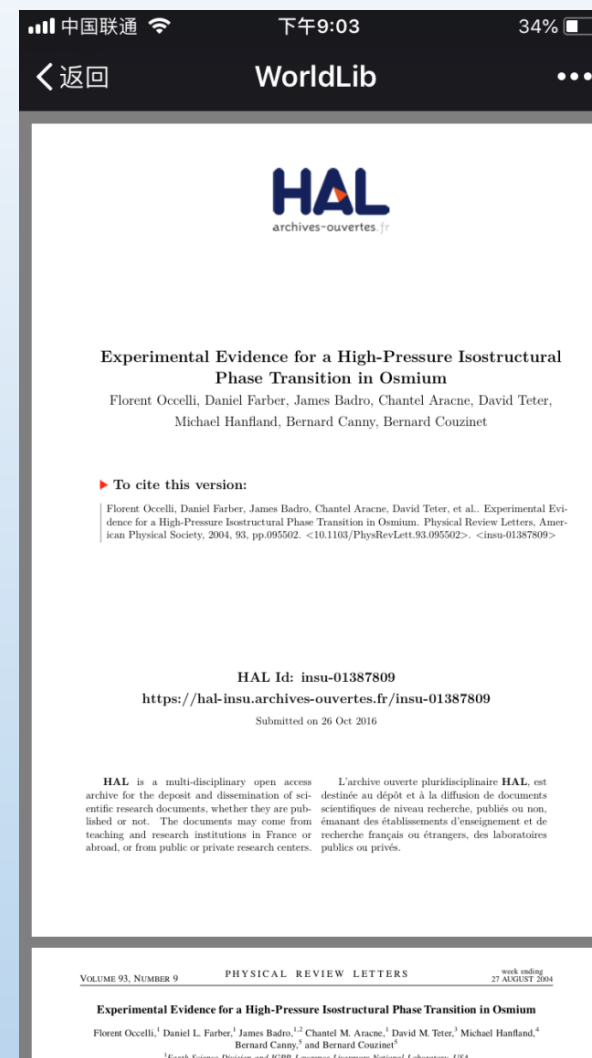 中国联通 下午9:03 34%
返回 WorldLib
HAL
archives-ouvertes.fr
Experimental Evidence for a High-Pressure Isostructural
Phase Transition in Osmium
Florent Occelli, Daniel Farber, James Badro, Chantel Aracne, David Teter,
Michael Hanfland, Bernard Canny, Bernard Couzinet
To cite this version:
Florent Occelli, Daniel Farber, James Badro, Chantel Aracne, David Teter, et al.. Experimental Evi-
dence for a High-Pressure Isostructural Phase Transition in Osmium. Physical Review Letters, Amer-
ican Physical Society, 2004, 93, pp.095502. <10.1103/PhysRevLett.93.095502>. <insu-01387809>
HAL Id: insu-01387809
https://hal-insu.archives-ouvertes.fr/insu-01387809
Submitted on 26 Oct 2016
HAL is a multi-disciplinary open access
archive for the deposit and dissemination of sci-
entific research documents, whether they are pub-
lished or not. The documents may come from
teaching and research institutions in France or
abroad, or from public or private research centers.
L'archive ouverte pluridisciplinaire HAL, est
destinée au dépôt et à la diffusion de documents
scientifiques de niveau recherche, publiés ou non,
émanant des établissements d'enseignement et de
recherche français ou étrangers, des laboratoires
publics ou privés.
VOLUME 93, NUMBER 9 PHYSICAL REVIEW LETTERS week ending
27 AUGUST 2004
Experimental Evidence for a High-Pressure Isostructural Phase Transition in Osmium
Florent Occelli,1 Daniel L. Farber,1 James Badro,1,2 Chantel M. Aracne,1 David M. Teter,3 Michael Hanfland,4
Bernard Canny,5 and Bernard Couzinet5
1Earth Science Division and IGPP, Lawrence Livermore National Laboratory, USA